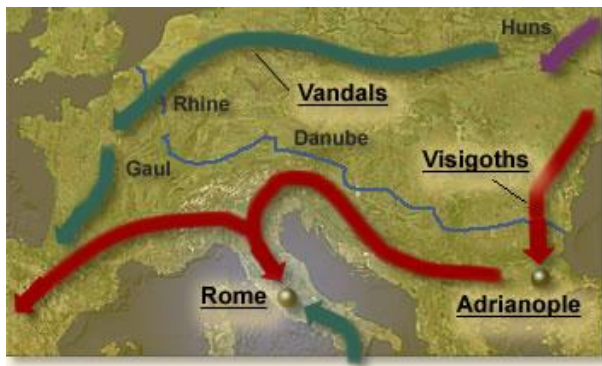 Huns
Vandals
Rhine
Danube
Visigoths
Gaul
Rome
Adrianople